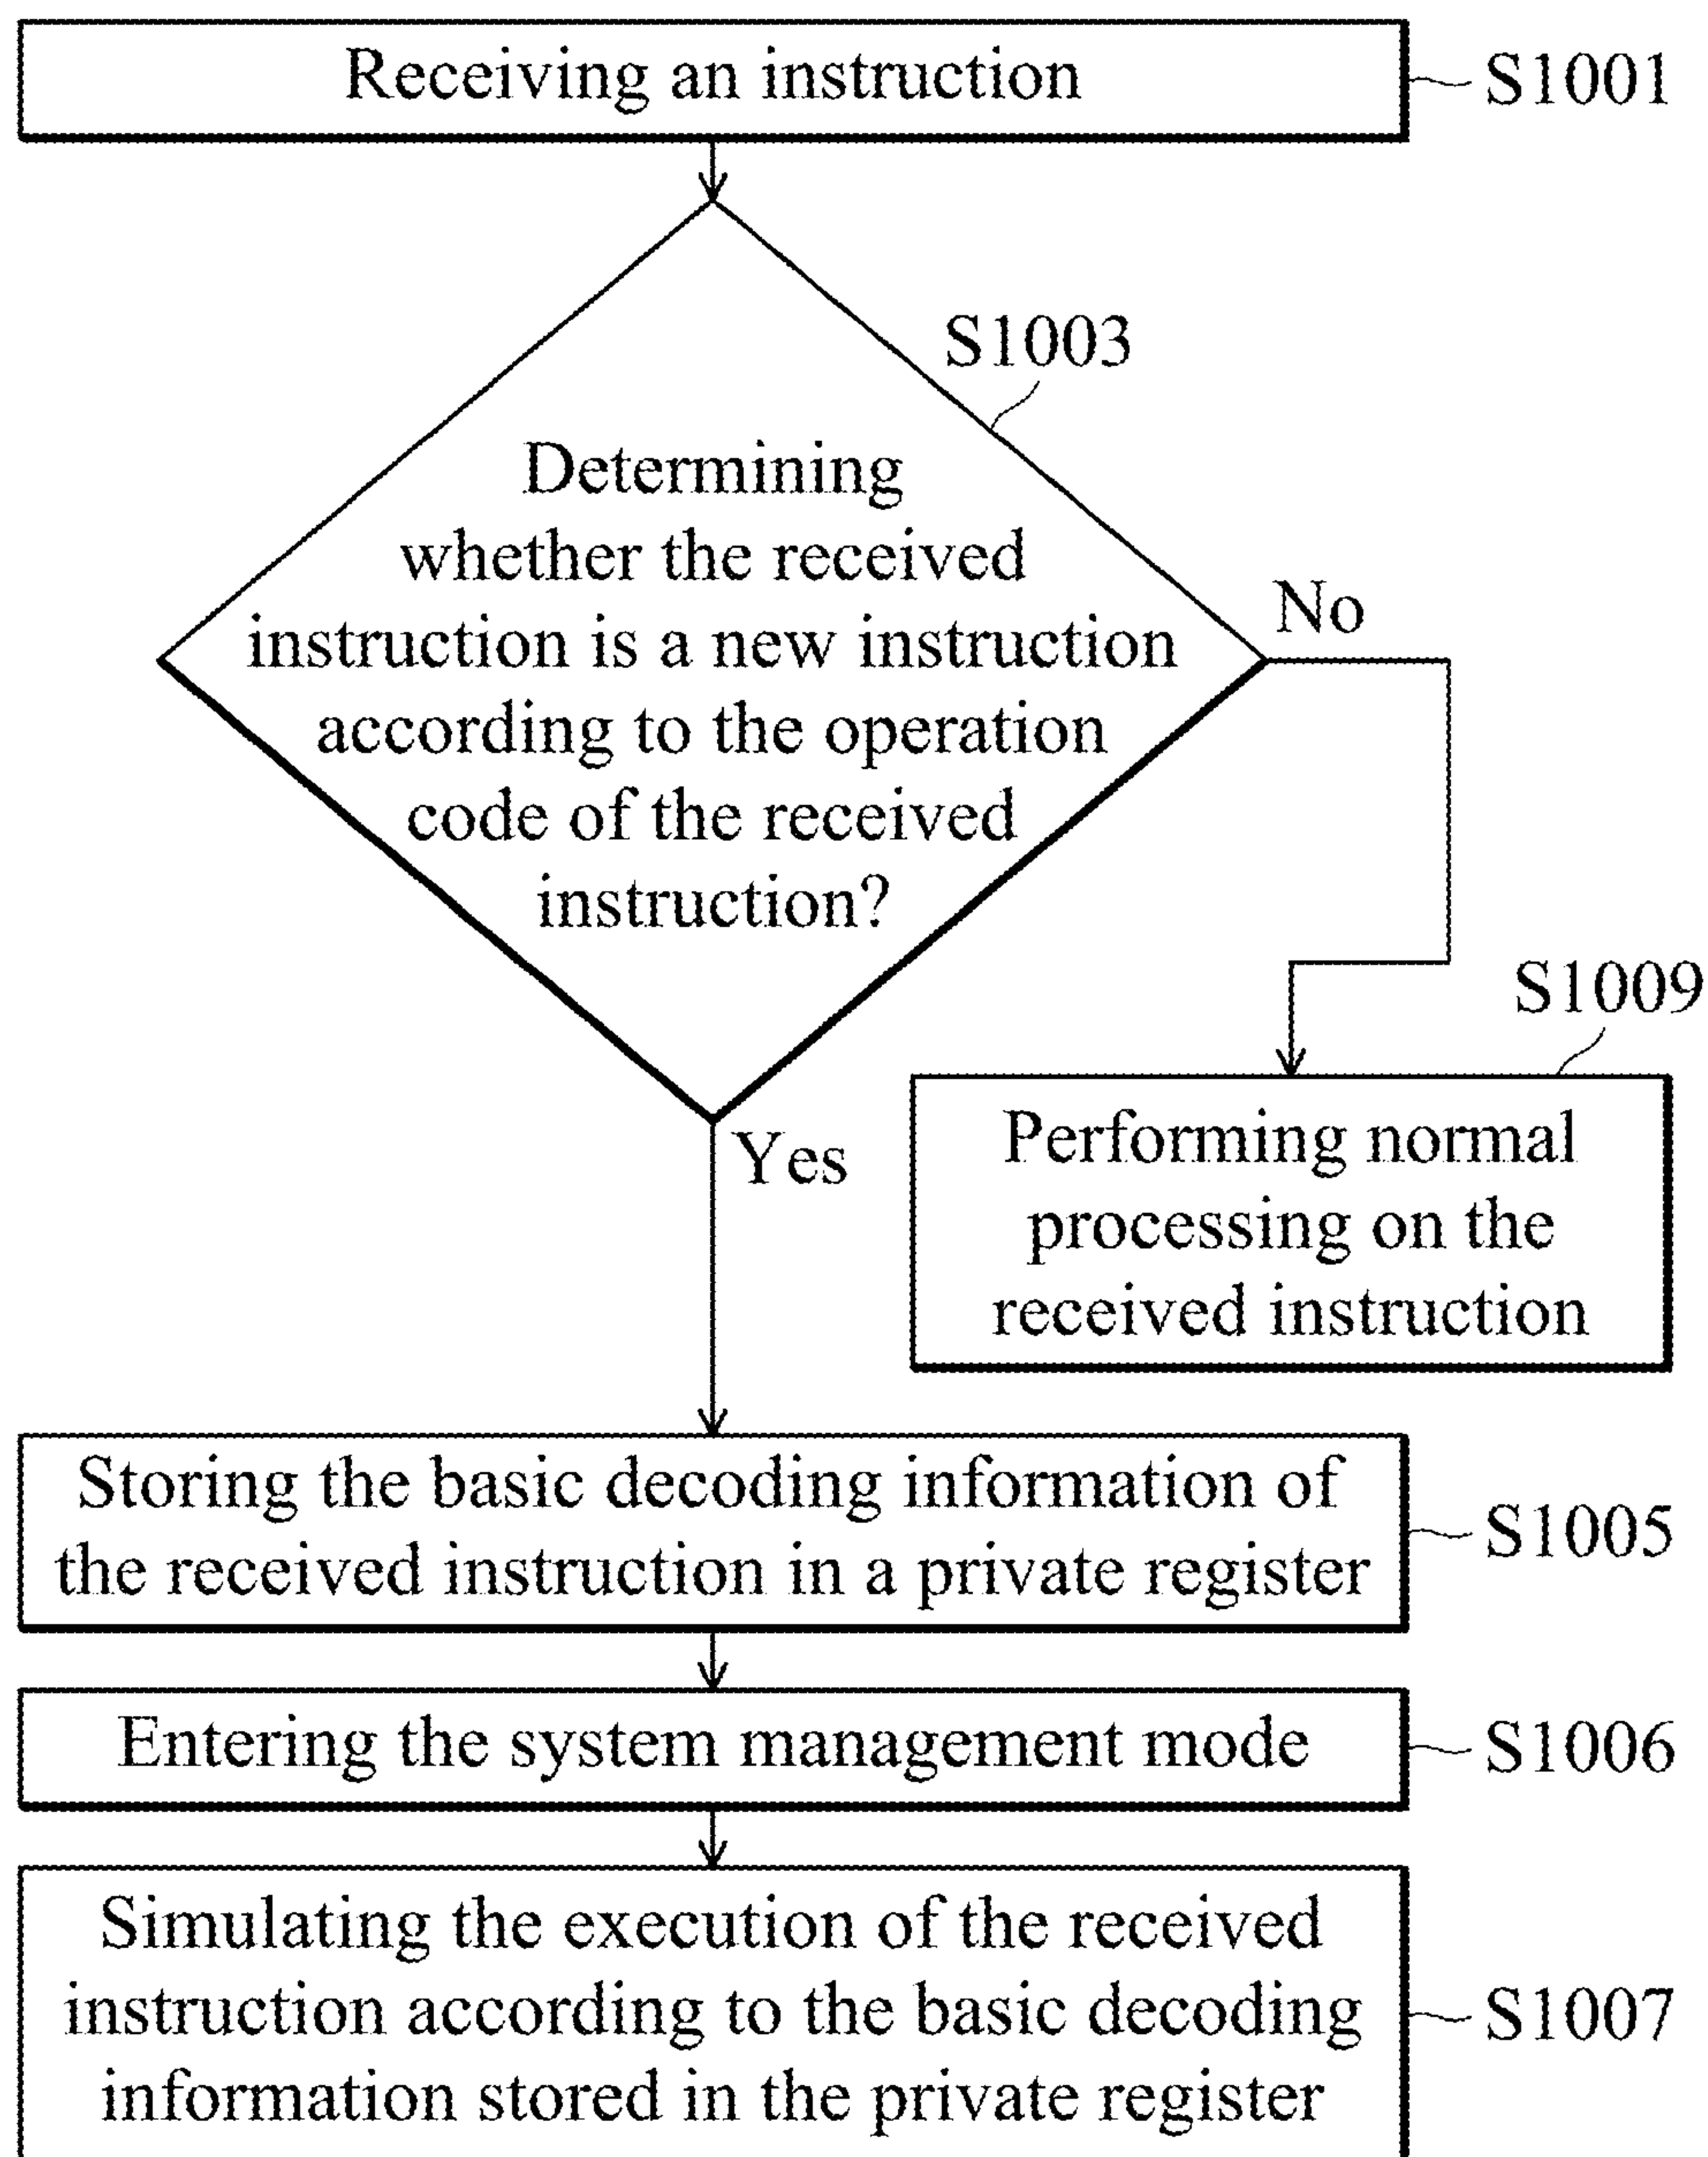 Receiving an instruction
S1001
S1003
Determining
whether the received
instruction is a new instruction
according to the operation
code of the received
instruction?
No
Yes
S1009
Performing normal
processing on the
received instruction
Storing the basic decoding information of
the received instruction in a private register
S1005
Entering the system management mode
S1006
Simulating the execution of the received
instruction according to the basic decoding
information stored in the private register
S1007